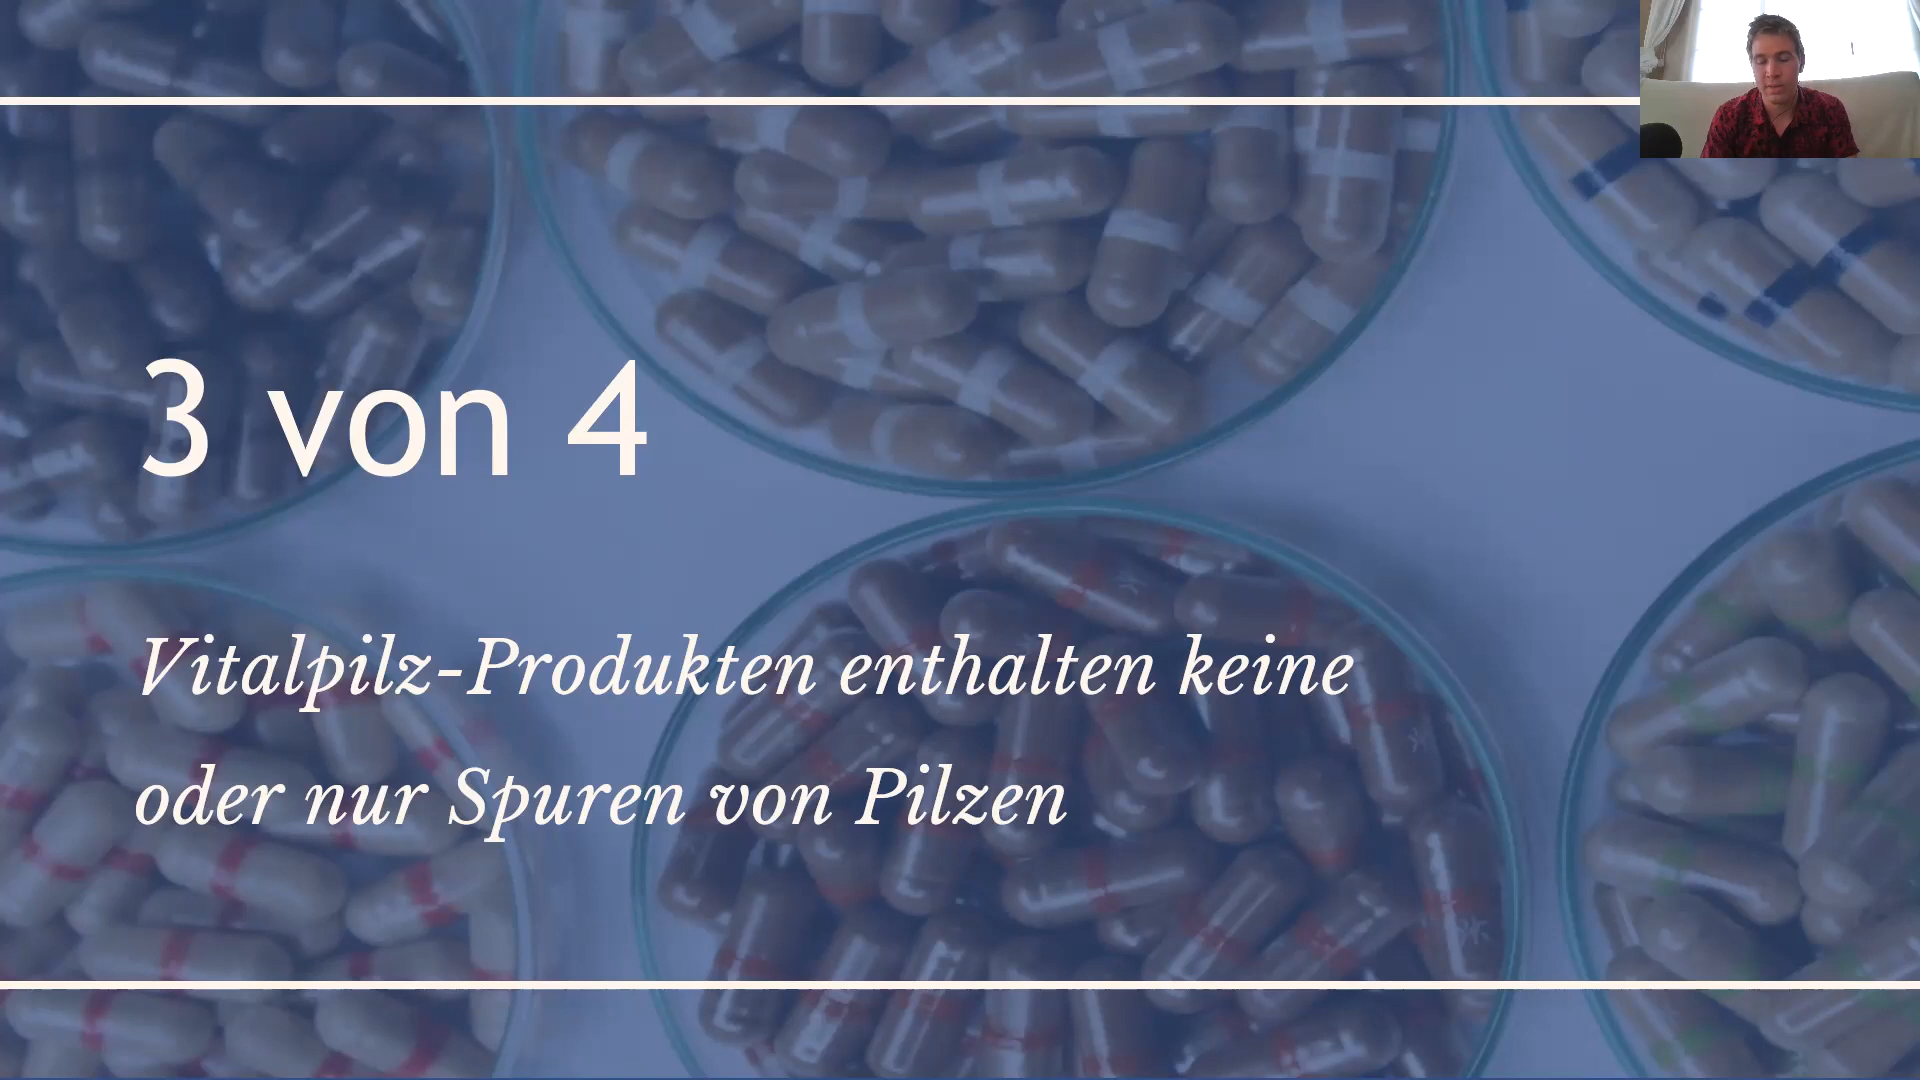 3 von 4
Vitalpilz-Produkten enthalten keine
oder nur Spuren von Pilzen